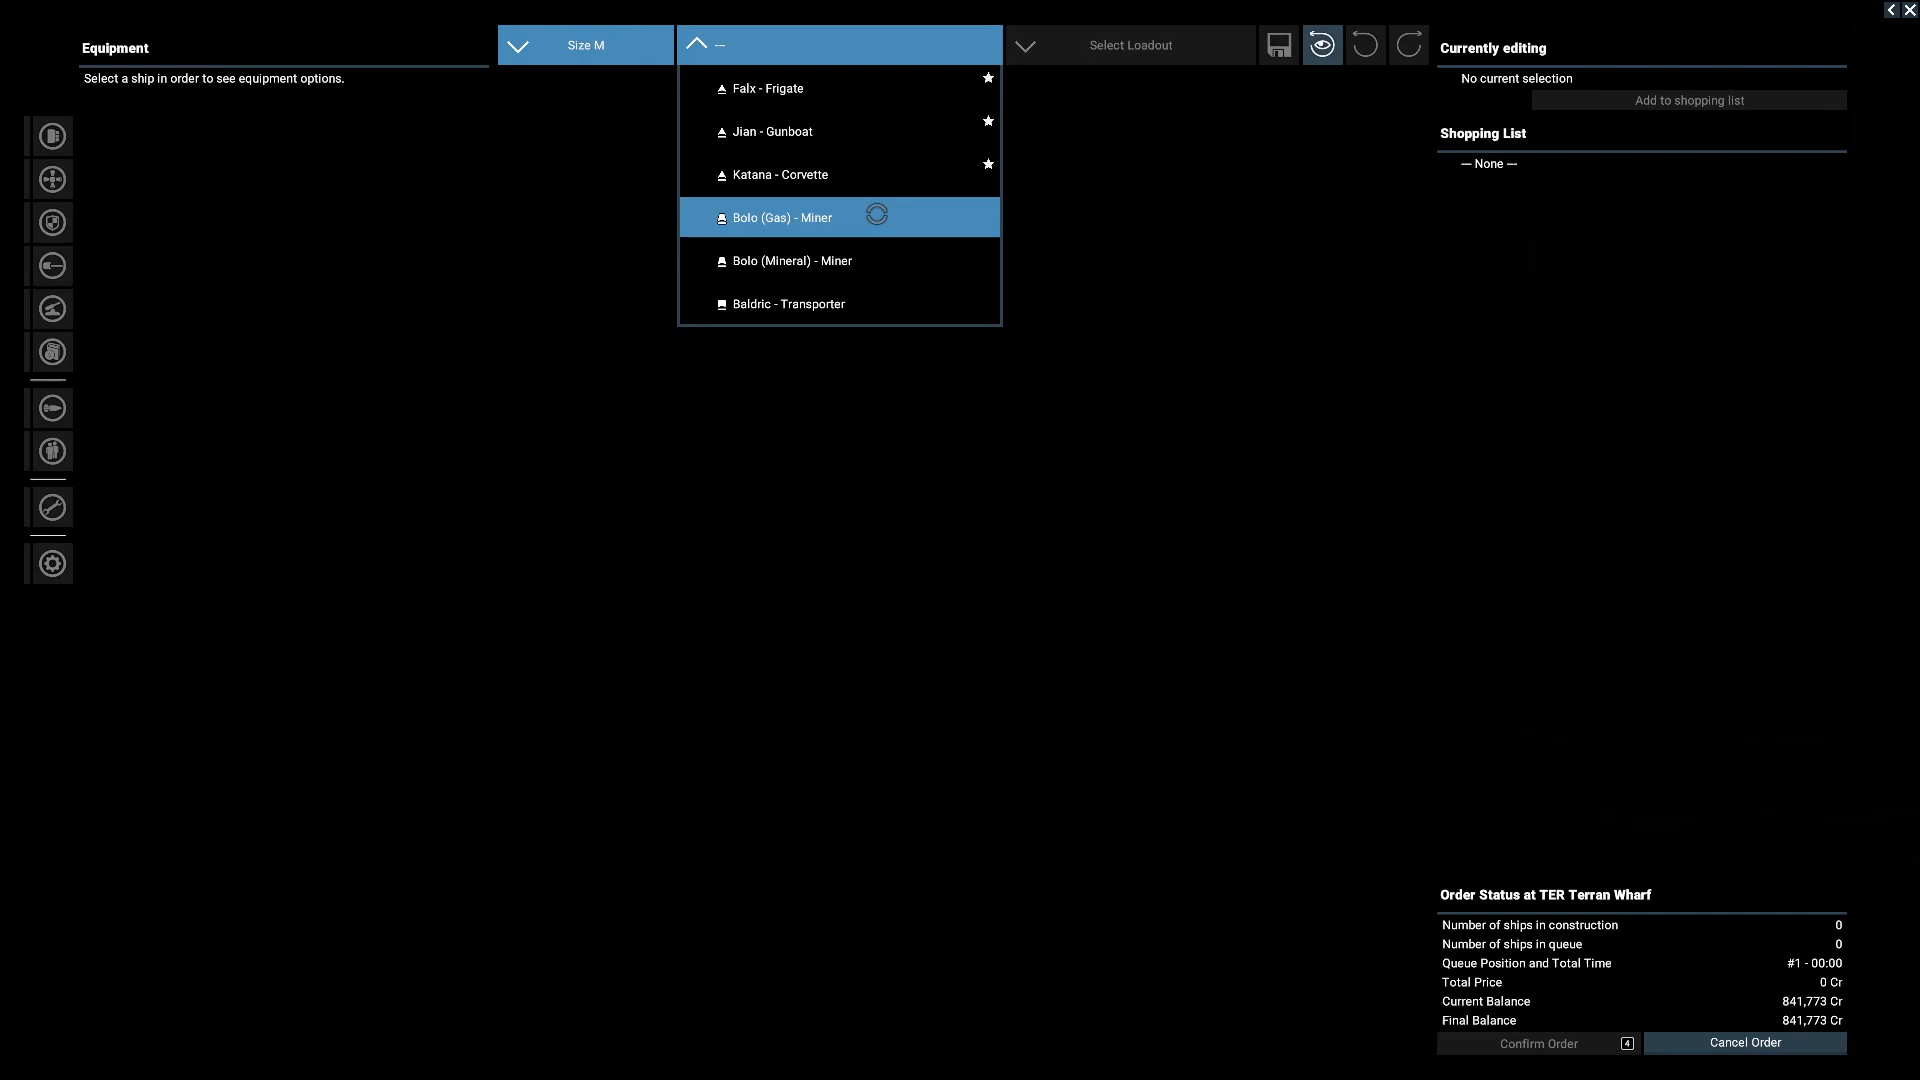 Equipment
Select a ship in order to see equipment options.
Size M
---
Select Loadout
Falx - Frigate
Jian - Gunboat
Katana - Corvette
Bolo (Gas) - Miner
Bolo (Mineral) - Miner
Baldric - Transporter
Currently editing
No current selection
Add to shopping list
Shopping List
--- None ---
Order Status at TER Terran Wharf
Number of ships in construction 0
Number of ships in queue 0
Queue Position and Total Time #1 - 00:00
Total Price 0 Cr
Current Balance 841,773 Cr
Final Balance 841,773 Cr
Confirm Order 4
Cancel Order